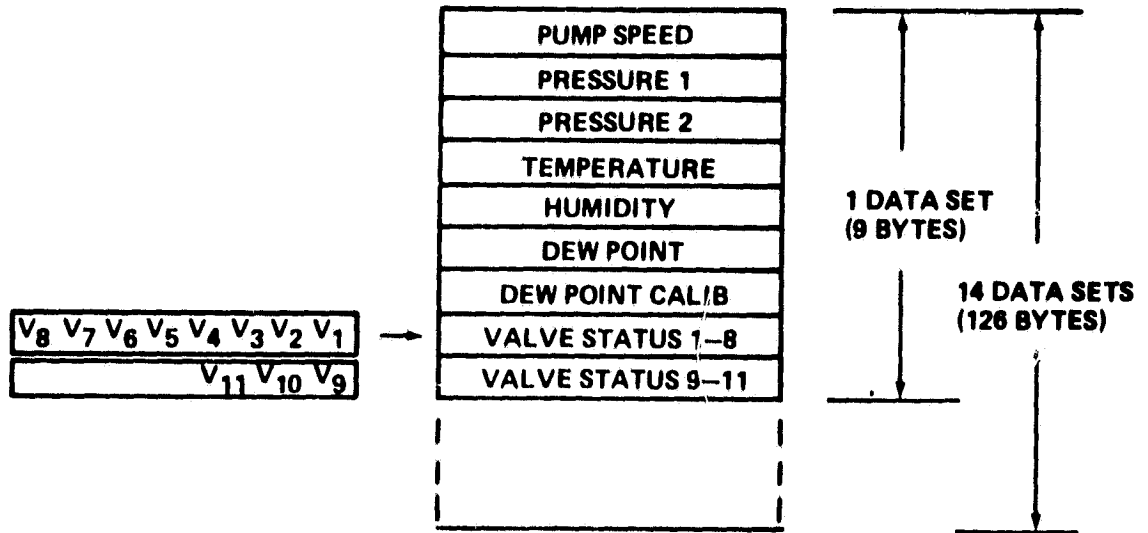 PUMP SPEED
PRESSURE 1
PRESSURE 2
TEMPERATURE
HUMIDITY
DEW POINT
DEW POINT CALIB
VALVE STATUS 1–8
VALVE STATUS 9–11
V8 V7 V6 V5 V4 V3 V2 V1
V11 V10 V9
1 DATA SET
(9 BYTES)
14 DATA SETS
(126 BYTES)